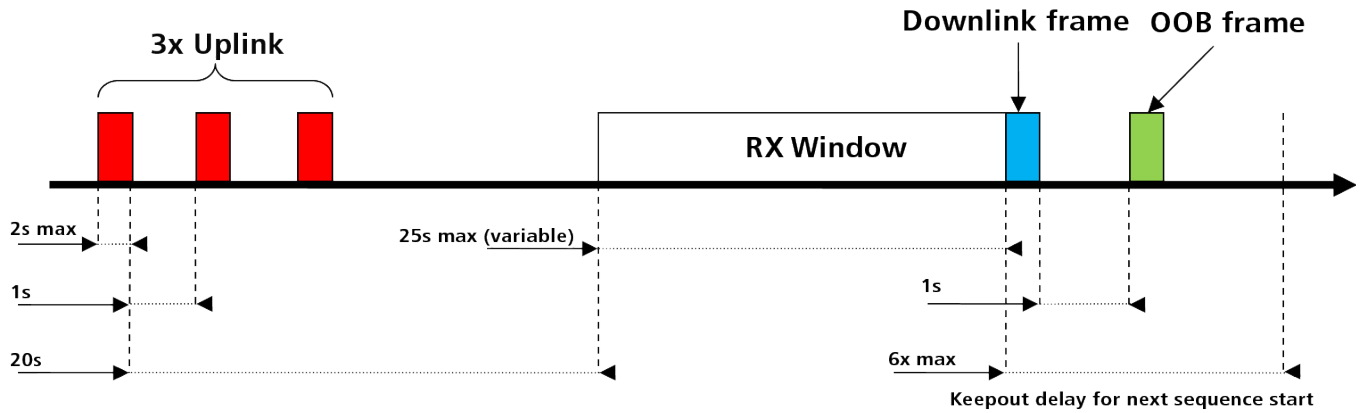 Downlink frame
OOB frame
3x Uplink
RX Window
2s max
25s max (variable)
1s
1s
20s
6x max
Keepout delay for next sequence start